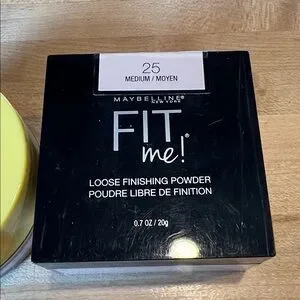 25
MEDIUM / MOYEN
MAYBELLINE
NEW YORK
FIT
me!
LOOSE FINISHING POWDER
POUDRE LIBRE DE FINITION
0.7 OZ / 20g